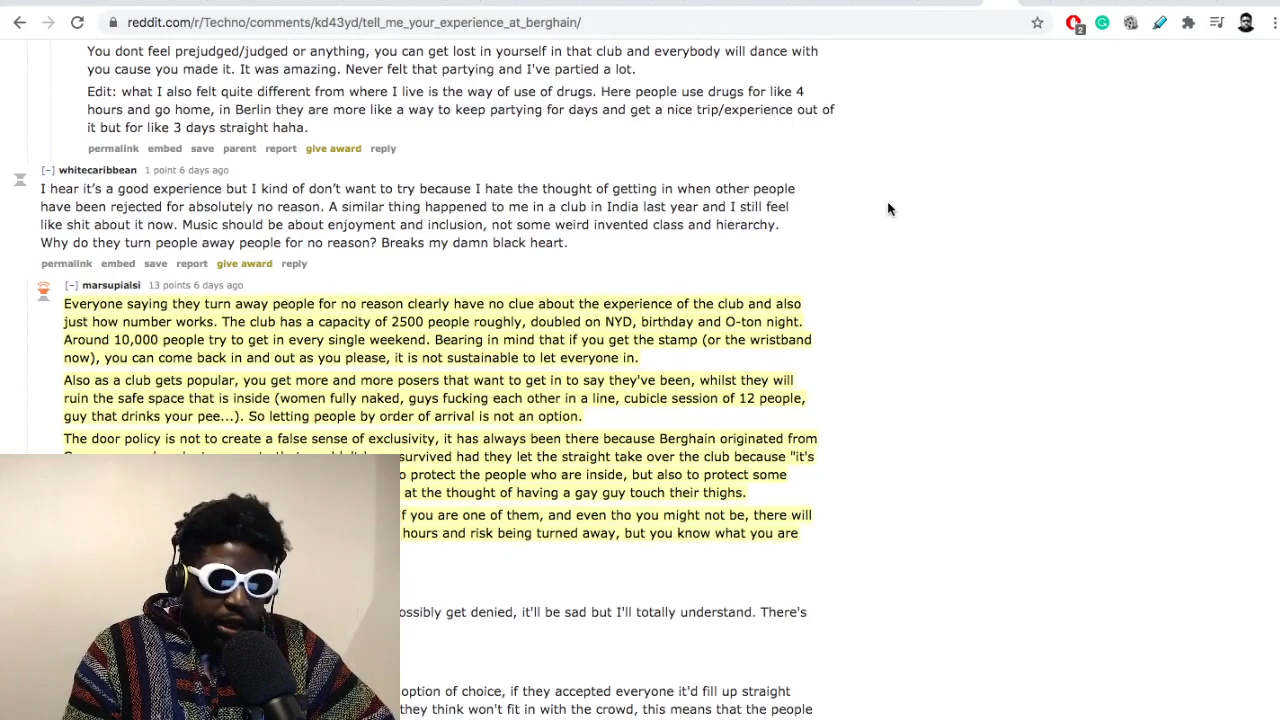 reddit.com/r/Techno/comments/kd43yd/tell_me_your_experience_at_berghain/
2
You dont feel prejudged/judged or anything, you can get lost in yourself in that club and everybody will dance with
you cause you made it. It was amazing. Never felt that partying and I've partied a lot.
Edit: what I also felt quite different from where I live is the way of use of drugs. Here people use drugs for like 4
hours and go home, in Berlin they are more like a way to keep partying for days and get a nice trip/experience out of
it but for like 3 days straight haha.
permalink embed save parent report give award reply
[–] whitecaribbean 1 point 6 days ago
I hear it's a good experience but I kind of don't want to try because I hate the thought of getting in when other people
have been rejected for absolutely no reason. A similar thing happened to me in a club in India last year and I still feel
like shit about it now. Music should be about enjoyment and inclusion, not some weird invented class and hierarchy.
Why do they turn people away people for no reason? Breaks my damn black heart.
permalink embed save report give award reply
[–] marsupialsi 13 points 6 days ago
Everyone saying they turn away people for no reason clearly have no clue about the experience of the club and also
just how number works. The club has a capacity of 2500 people roughly, doubled on NYD, birthday and O-ton night.
Around 10,000 people try to get in every single weekend. Bearing in mind that if you get the stamp (or the wristband
now), you can come back in and out as you please, it is not sustainable to let everyone in.
Also as a club gets popular, you get more and more posers that want to get in to say they've been, whilst they will
ruin the safe space that is inside (women fully naked, guys fucking each other in a line, cubicle session of 12 people,
guy that drinks your pee...). So letting people by order of arrival is not an option.
The door policy is not to create a false sense of exclusivity, it has always been there because Berghain originated from
survived had they let the straight take over the club because "it's
o protect the people who are inside, but also to protect some
at the thought of having a gay guy touch their thighs.
f you are one of them, and even tho you might not be, there will
hours and risk being turned away, but you know what you are
ossibly get denied, it'll be sad but I'll totally understand. There's
option of choice, if they accepted everyone it'd fill up straight
they think won't fit in with the crowd, this means that the people